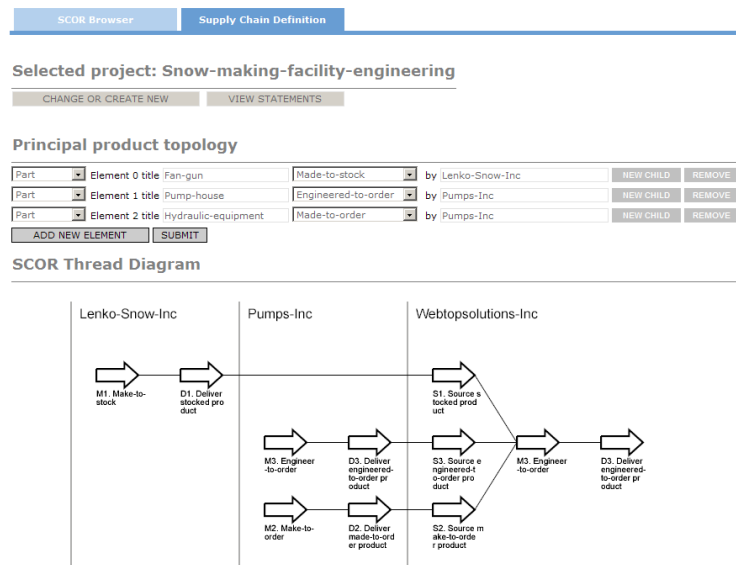 SCOR Browser Supply Chain Definition
Selected project: Snow-making-facility-engineering
CHANGE OR CREATE NEW VIEW STATEMENTS
Principal product topology
Part Element 0 title Fan-gun Made-to-stock by Lenko-Snow-Inc NEW CHILD REMOVE
Part Element 1 title Pump-house Engineered-to-order by Pumps-Inc NEW CHILD REMOVE
Part Element 2 title Hydraulic-equipment Made-to-order by Pumps-Inc NEW CHILD REMOVE
ADD NEW ELEMENT SUBMIT
SCOR Thread Diagram
Lenko-Snow-Inc Pumps-Inc Webtopsolutions-Inc
M1. Make-to-
stock
D1. Deliver
stocked pro
duct
S1. Source s
tocked prod
uct
M3. Engineer
-to-order
D3. Deliver
engineered-
to-order pr
oduct
S3. Source e
ngineered-t
o-order pro
duct
M3. Engineer
-to-order
D3. Deliver
engineered-
to-order pr
oduct
M2. Make-to-
order
D2. Deliver
made-to-ord
er product
S2. Source m
ake-to-orde
r product